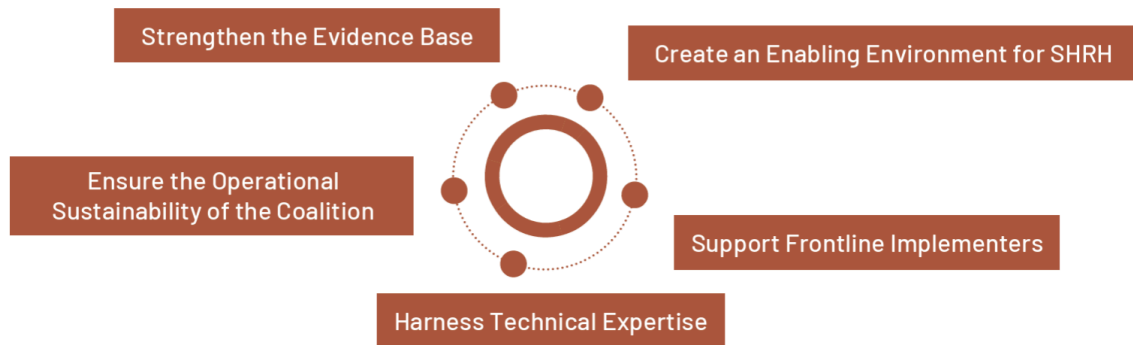 Strengthen the Evidence Base
Create an Enabling Environment for SHRH
Ensure the Operational
Sustainability of the Coalition
Support Frontline Implementers
Harness Technical Expertise